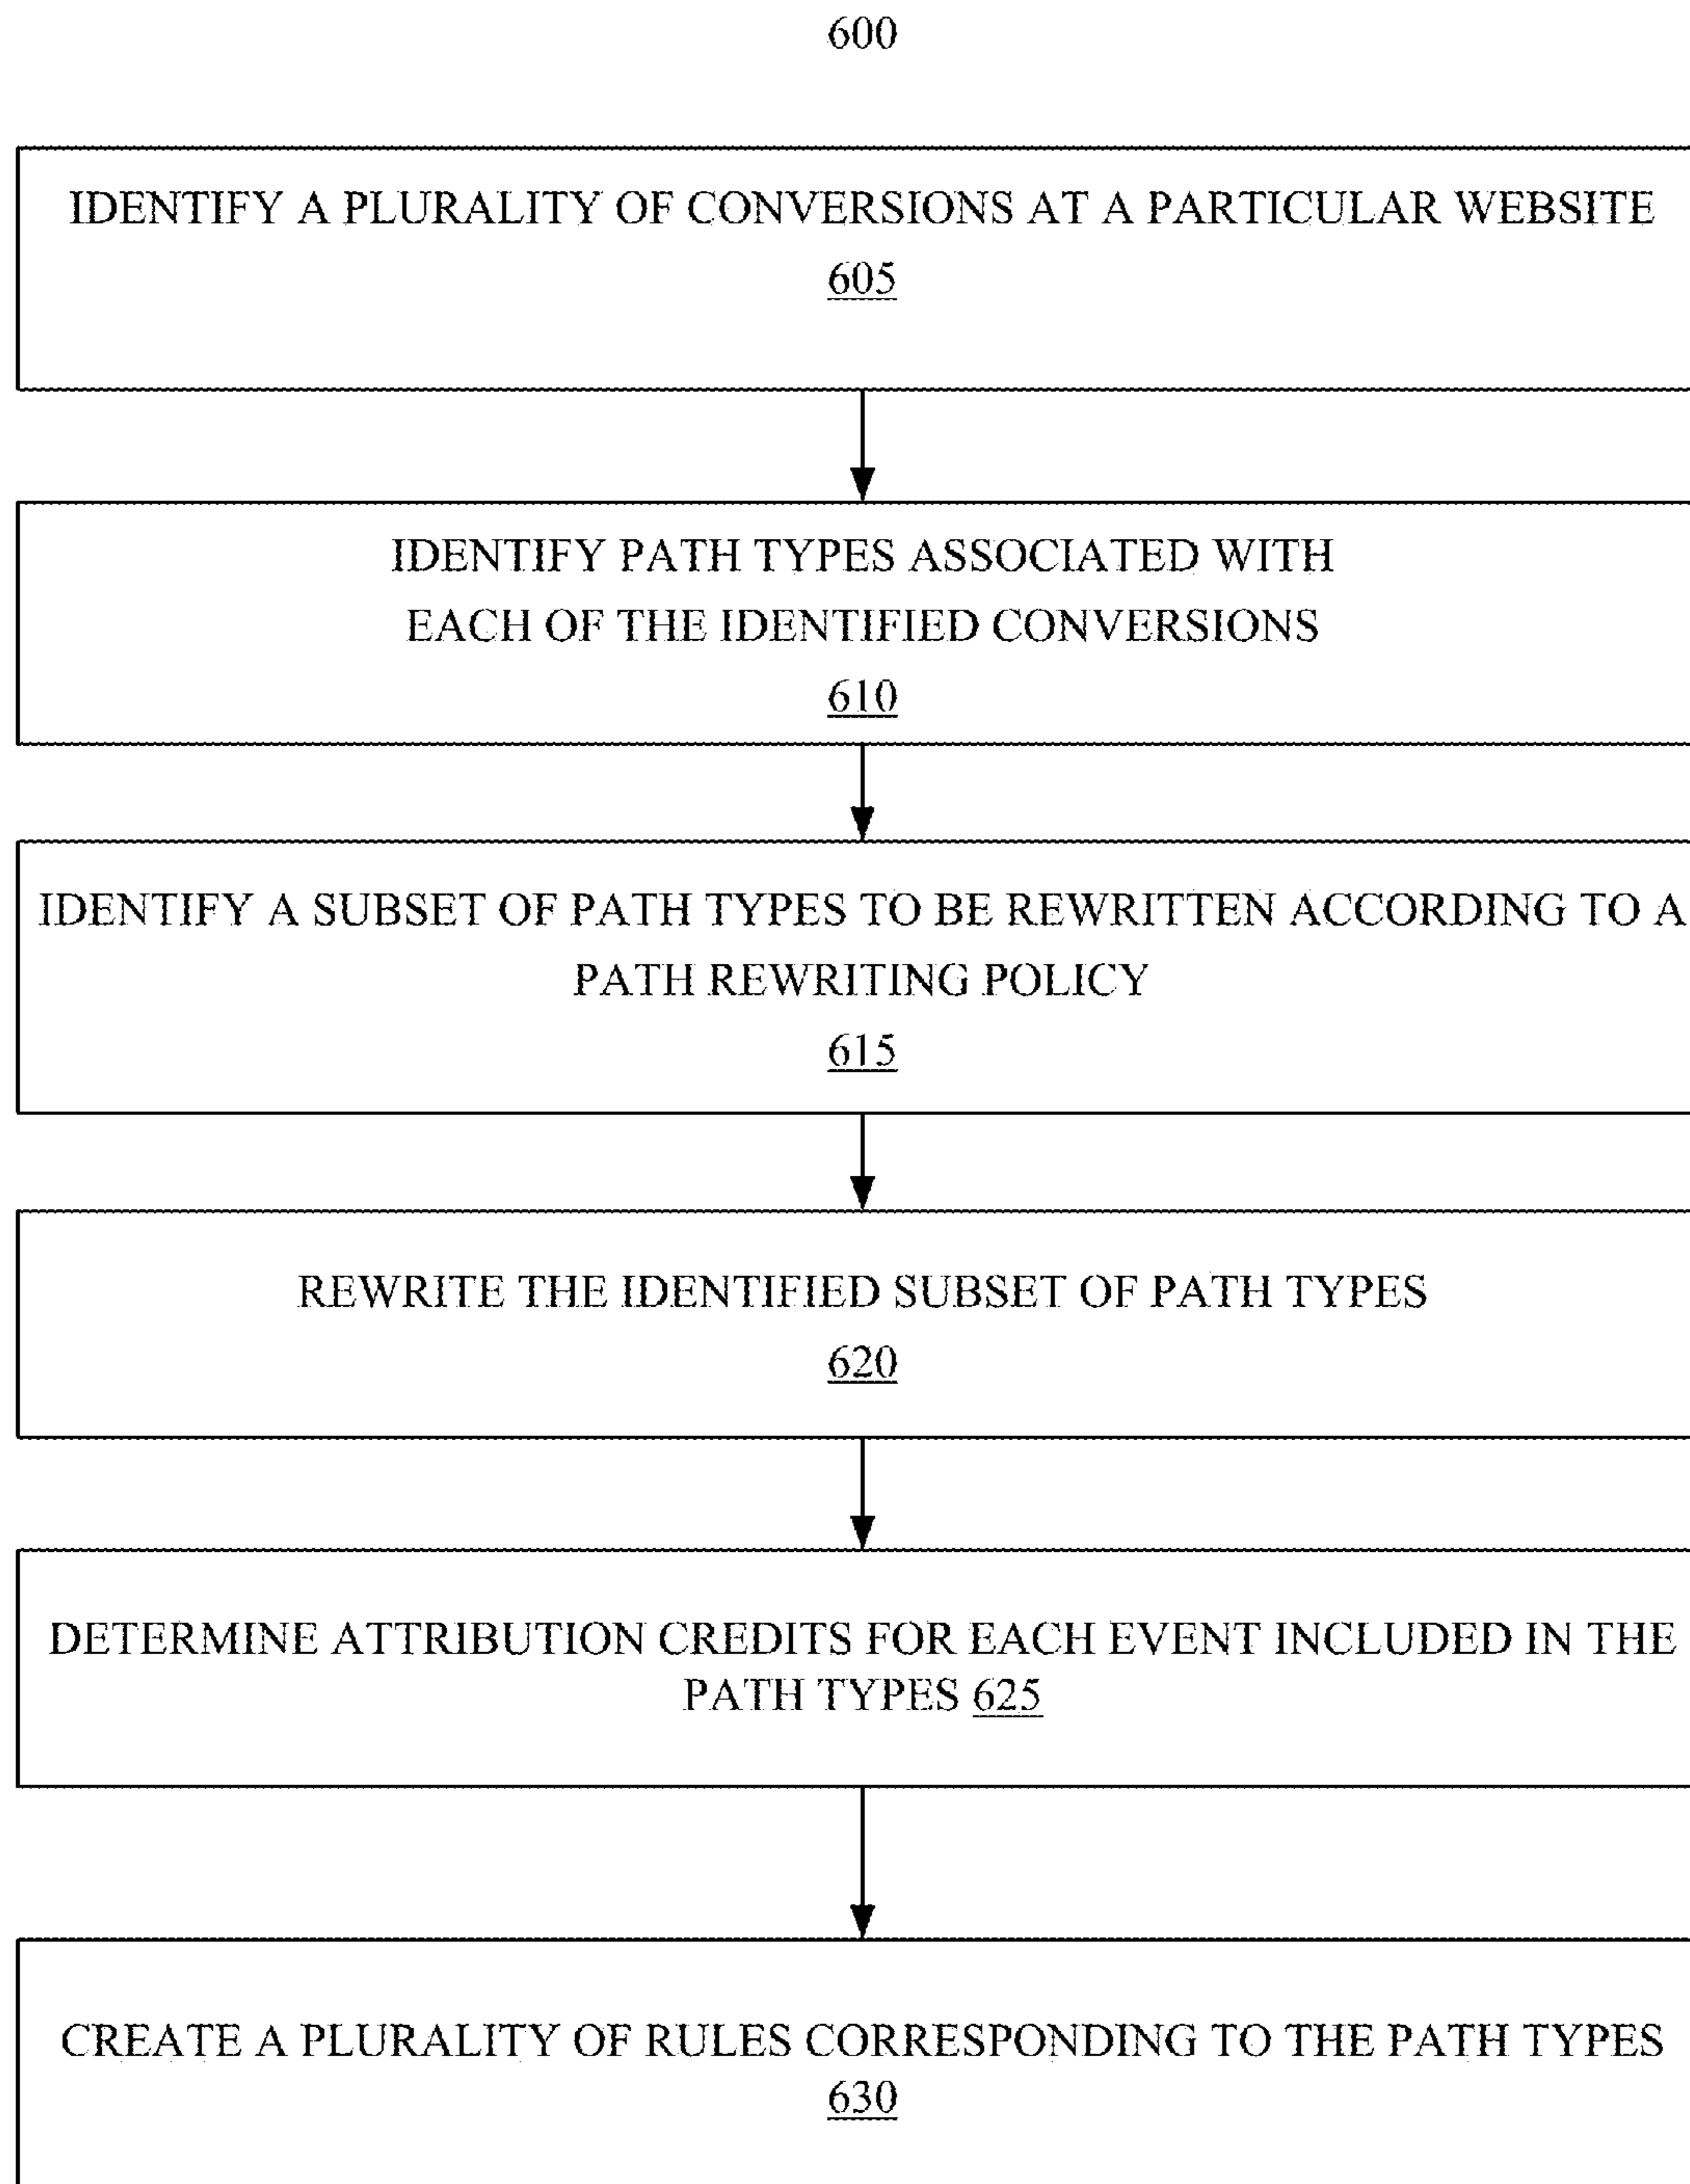 600
IDENTIFY A PLURALITY OF CONVERSIONS AT A PARTICULAR WEBSITE
605
IDENTIFY PATH TYPES ASSOCIATED WITH
EACH OF THE IDENTIFIED CONVERSIONS
610
IDENTIFY A SUBSET OF PATH TYPES TO BE REWRITTEN ACCORDING TO A
PATH REWRITING POLICY
615
REWRITE THE IDENTIFIED SUBSET OF PATH TYPES
620
DETERMINE ATTRIBUTION CREDITS FOR EACH EVENT INCLUDED IN THE
PATH TYPES 625
CREATE A PLURALITY OF RULES CORRESPONDING TO THE PATH TYPES
630